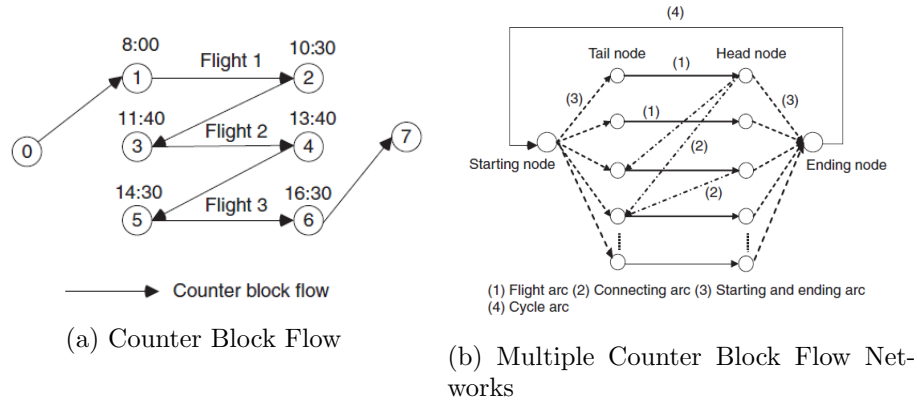 8:00
10:30
Flight 1
1
2
11:40
13:40
Flight 2
0
3
4
7
14:30
16:30
Flight 3
5
6
Counter block flow
(a) Counter Block Flow
(4)
Tail node
Head node
(1)
(3)
(3)
(1)
(2)
Starting node
Ending node
(2)
(1) Flight arc (2) Connecting arc (3) Starting and ending arc
(4) Cycle arc
(b) Multiple Counter Block Flow Net-
works